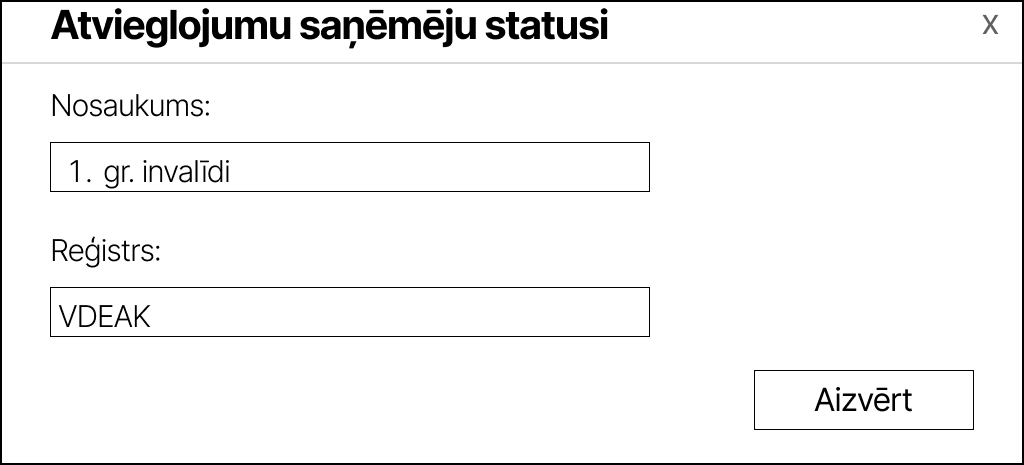 Atvieglojumu saņēmēju statusi
X
Nosaukums:
1. gr. invalīdi
Reģistrs:
VDEAK
Aizvērt